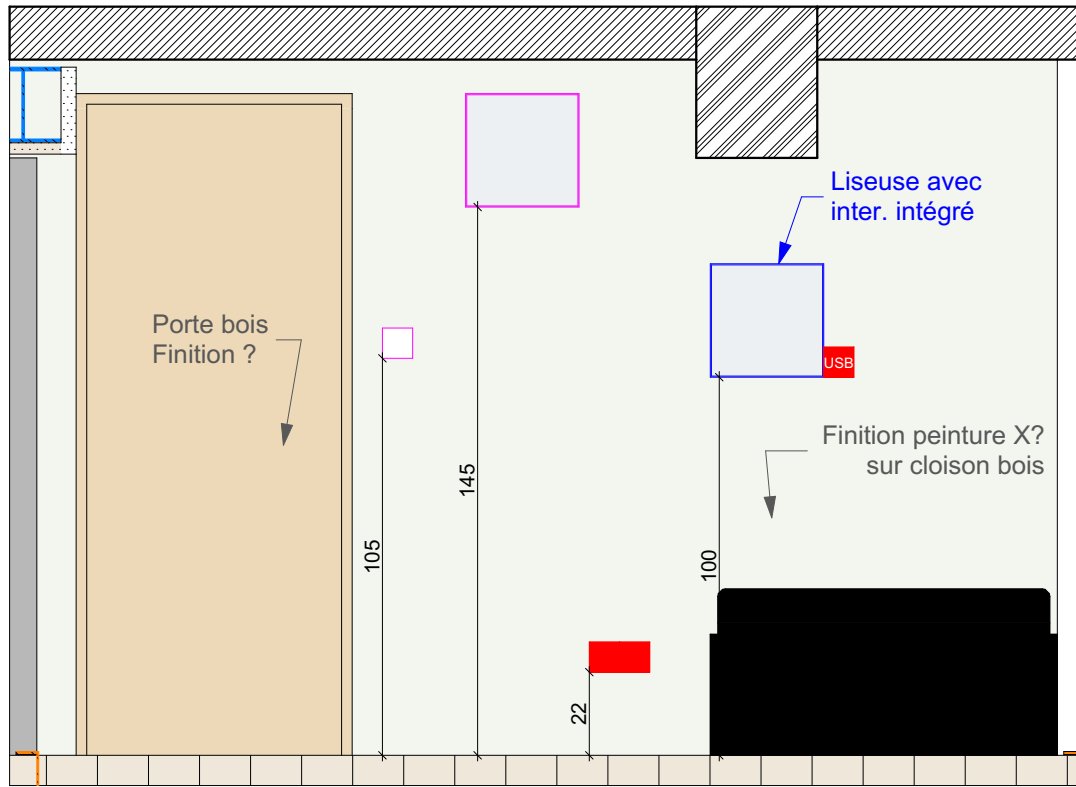 Liseuse avec
inter. intégré
Porte bois
Finition ?
USB
Finition peinture X?
sur cloison bois
145
105
100
22